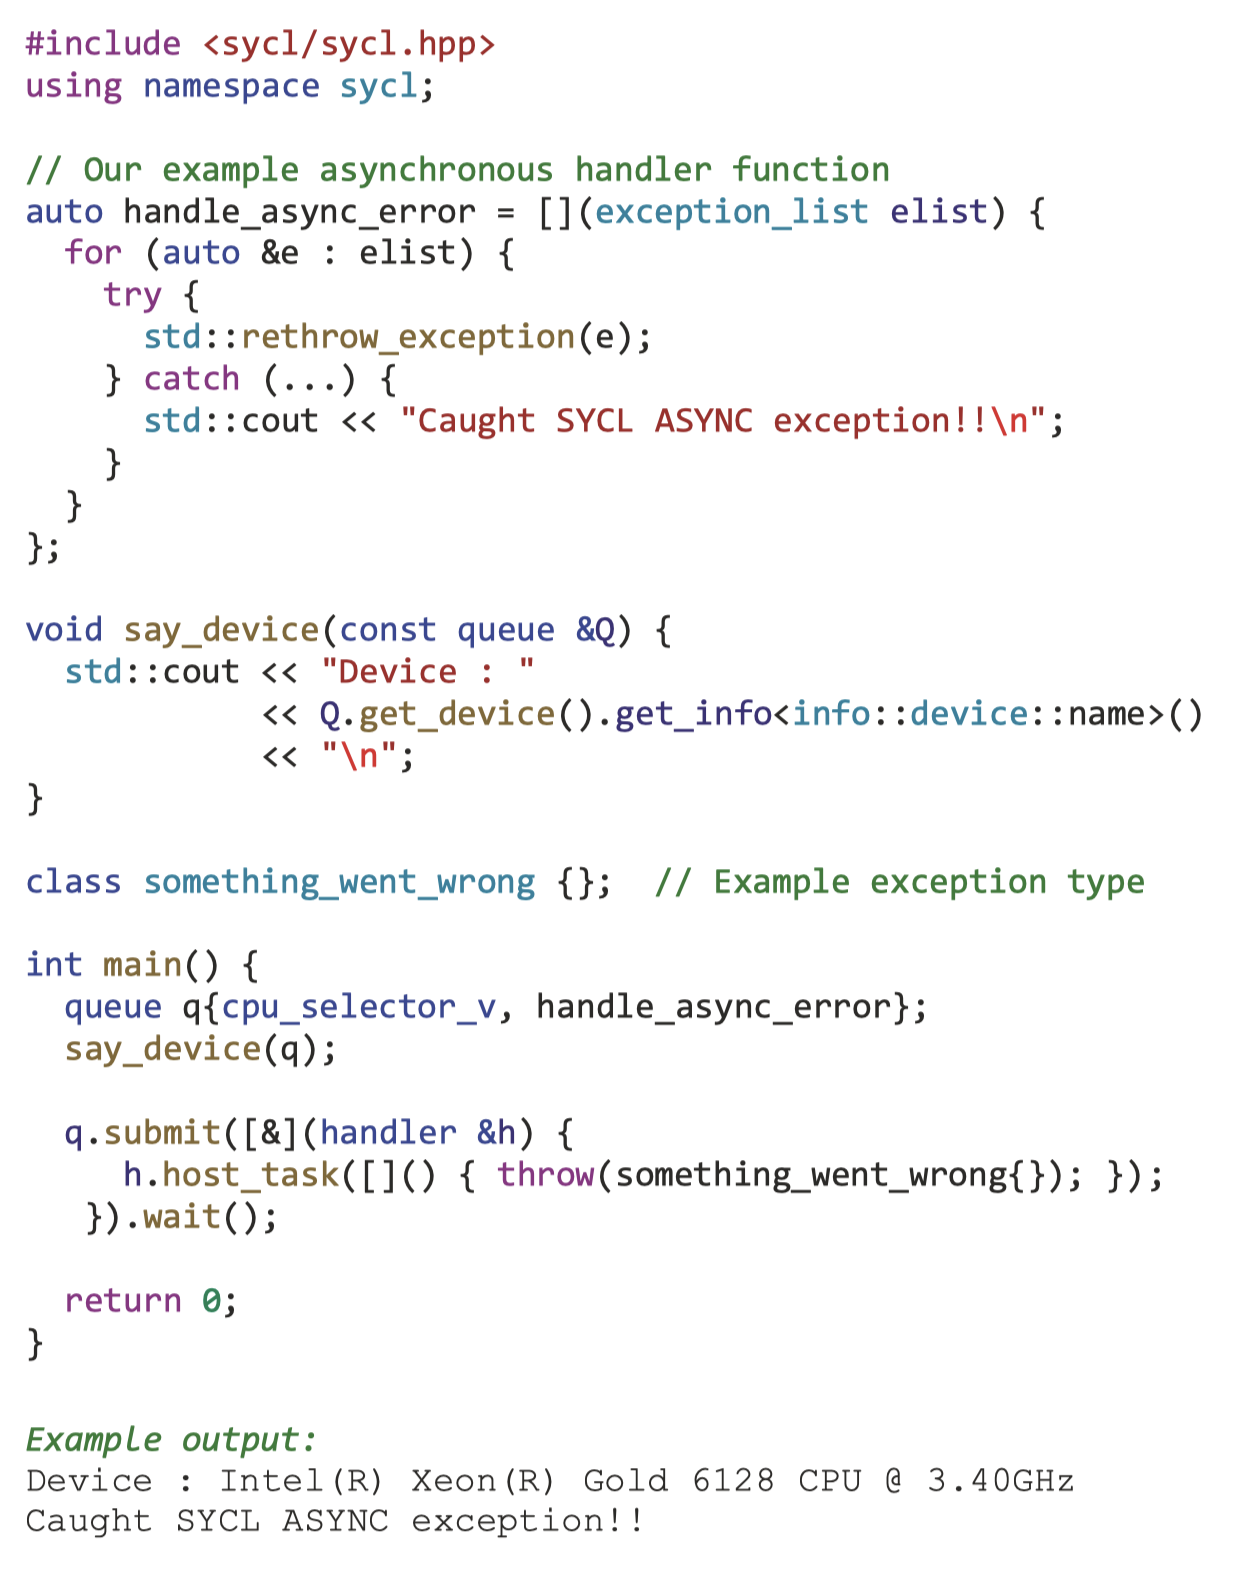 #include <sycl/sycl.hpp>
using namespace sycl;

// Our example asynchronous handler function
auto handle_async_error = [](exception_list elist) {
  for (auto &e : elist) {
    try {
      std::rethrow_exception(e);
    } catch (...) {
      std::cout << "Caught SYCL ASYNC exception!!\n";
    }
  }
};

void say_device(const queue &Q) {
  std::cout << "Device : "
            << Q.get_device().get_info<info::device::name>()
            << "\n";
}

class something_went_wrong {};  // Example exception type

int main() {
  queue q{cpu_selector_v, handle_async_error};
  say_device(q);

  q.submit([&](handler &h) {
     h.host_task([]() { throw(something_went_wrong{}); });
   }).wait();

  return 0;
}

Example output:
Device : Intel(R) Xeon(R) Gold 6128 CPU @ 3.40GHz
Caught SYCL ASYNC exception!!